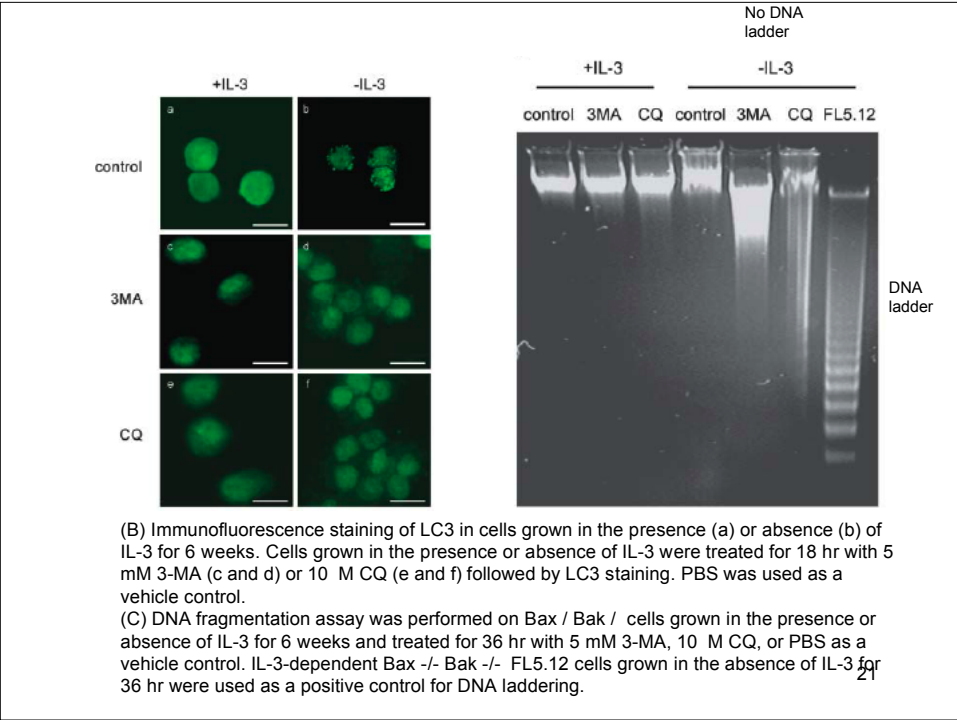 No DNA
ladder
+IL-3 -IL-3
a b
control
c d
3MA
e f
CQ
+IL-3 -IL-3
control 3MA CQ control 3MA CQ FL5.12
DNA
ladder
(B) Immunofluorescence staining of LC3 in cells grown in the presence (a) or absence (b) of
IL-3 for 6 weeks. Cells grown in the presence or absence of IL-3 were treated for 18 hr with 5
mM 3-MA (c and d) or 10 M CQ (e and f) followed by LC3 staining. PBS was used as a
vehicle control.
(C) DNA fragmentation assay was performed on Bax / Bak / cells grown in the presence or
absence of IL-3 for 6 weeks and treated for 36 hr with 5 mM 3-MA, 10 M CQ, or PBS as a
vehicle control. IL-3-dependent Bax -/- Bak -/- FL5.12 cells grown in the absence of IL-3 for
36 hr were used as a positive control for DNA laddering.
21